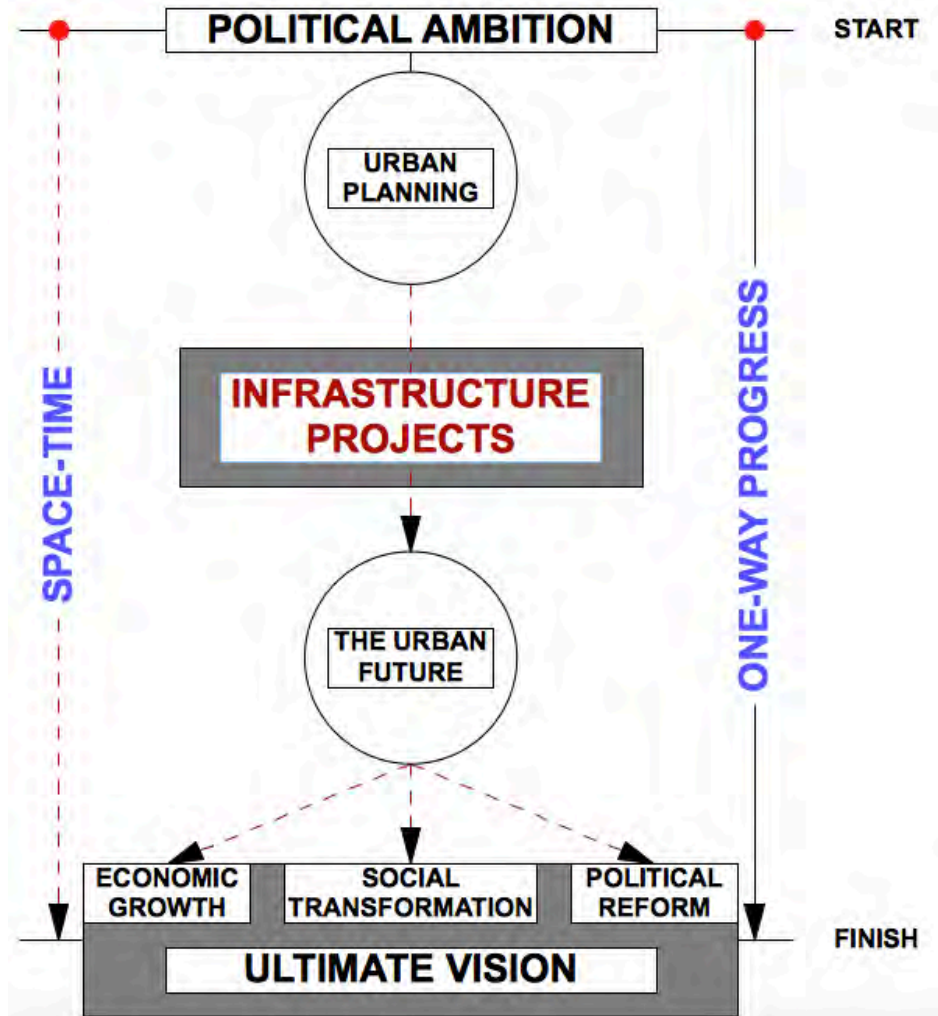 POLITICAL AMBITION
START
URBAN
PLANNING
INFRASTRUCTURE
PROJECTS
SPACE-TIME
ONE-WAY PROGRESS
THE URBAN
FUTURE
ECONOMIC
GROWTH
SOCIAL
TRANSFORMATION
POLITICAL
REFORM
FINISH
ULTIMATE VISION